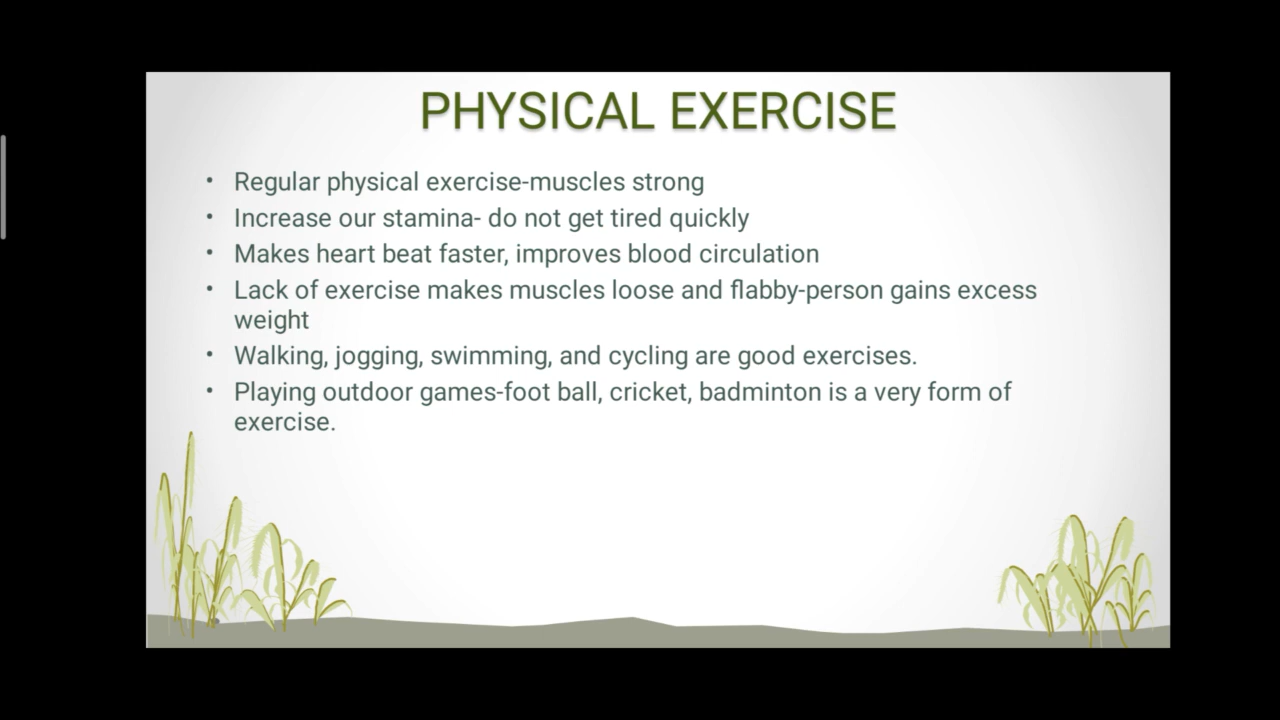 PHYSICAL EXERCISE
• Regular physical exercise-muscles strong
• Increase our stamina- do not get tired quickly
• Makes heart beat faster, improves blood circulation
• Lack of exercise makes muscles loose and flabby-person gains excess
weight
• Walking, jogging, swimming, and cycling are good exercises.
• Playing outdoor games-foot ball, cricket, badminton is a very form of
exercise.